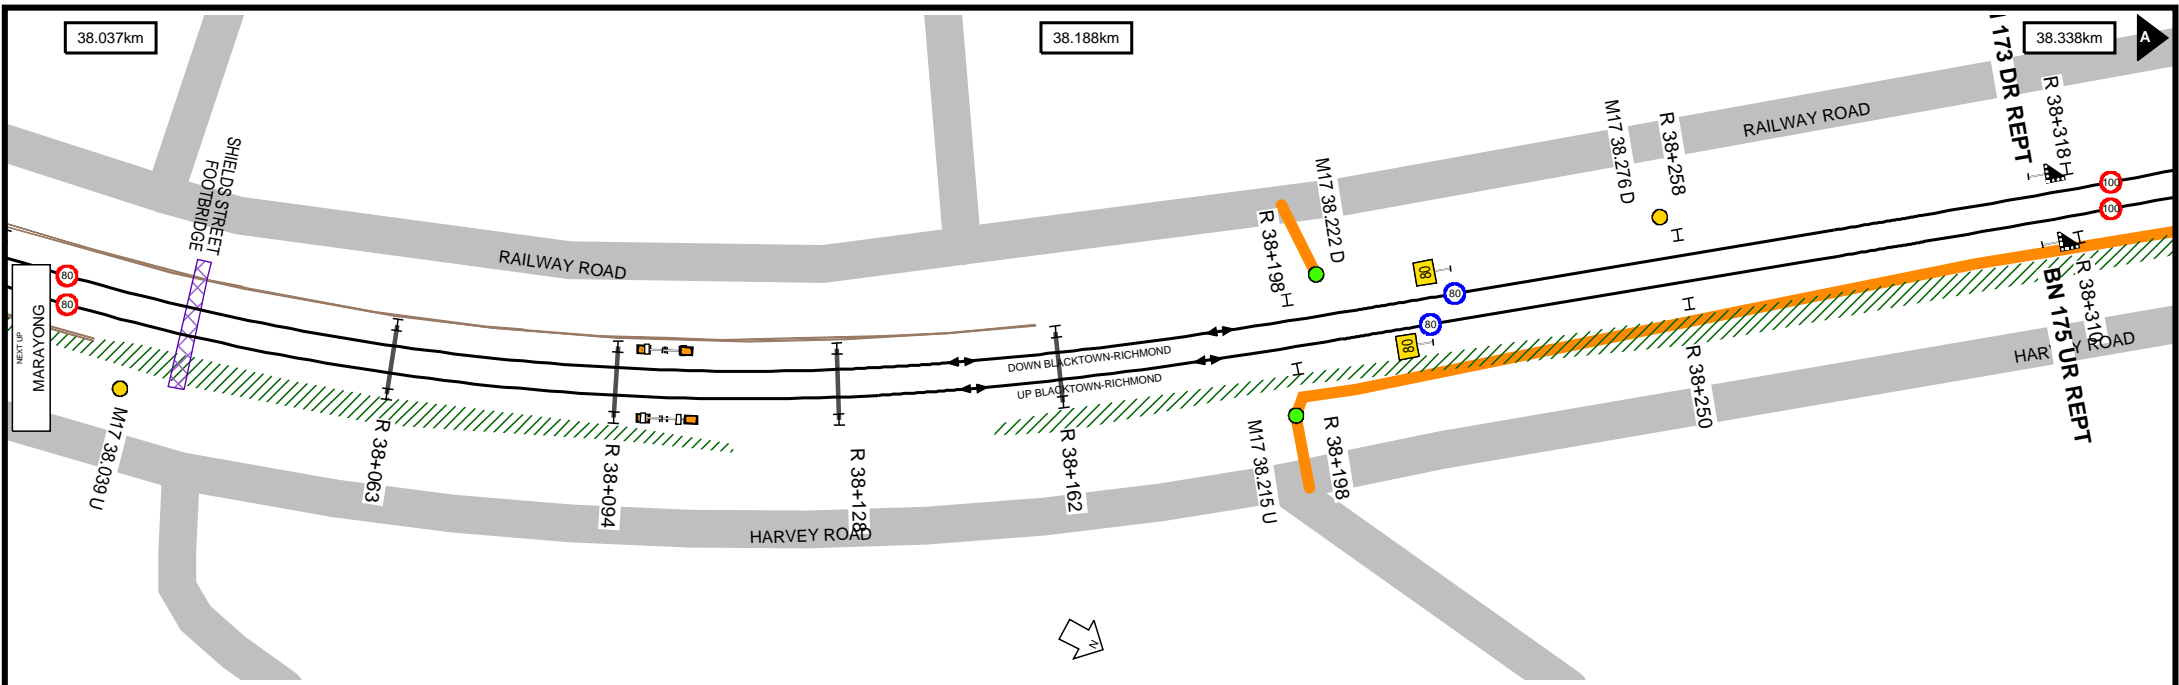 38.037km
38.188km
38.338km
A
173 DR REPT
R 38+318
RAILWAY ROAD
M17 38.276 D
R 38+258
M17 38.222 D
R 38+198
SHIELDS STREET
FOOTBRIDGE
RAILWAY ROAD
100
100
80
80
NEXT UP
MARAYONG
80
80
80
80
DOWN BLACKTOWN-RICHMOND
UP BLACKTOWN-RICHMOND
M17 38.039 U
R 38+063
R 38+094
R 38+128
R 38+162
M17 38.215 U
R 38+198
R 38+250
BN 175 UR REPT
R 38+310
HARVEY ROAD
HARVEY ROAD
N